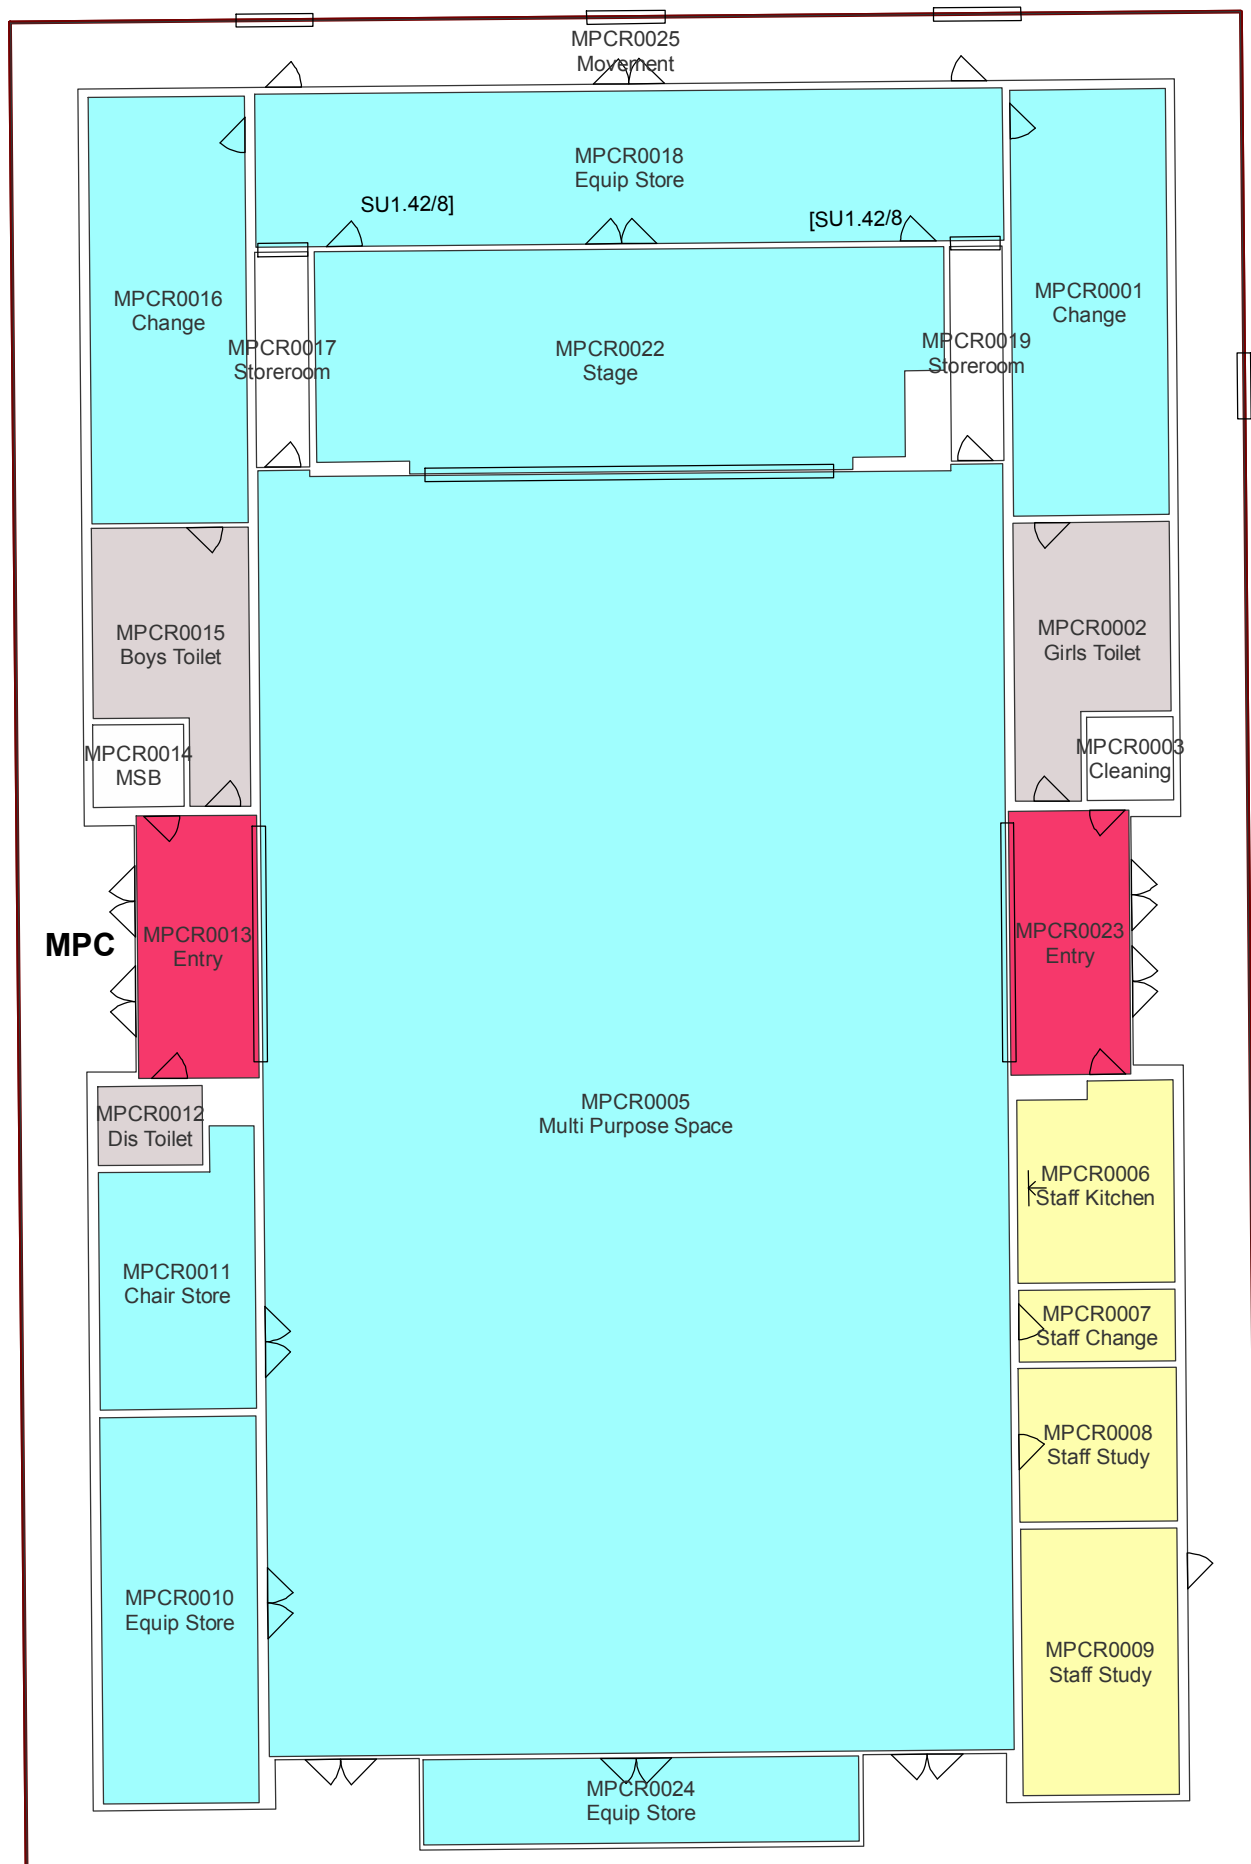 MPCR0025
Movement
MPCR0018
Equip Store
SU1.42/8]
[SU1.42/8
MPCR0016
Change
MPCR0001
Change
MPCR0017
Storeroom
MPCR0022
Stage
MPCR0019
Storeroom
MPCR0015
Boys Toilet
MPCR0002
Girls Toilet
MPCR0014
MSB
MPCR0003
Cleaning
MPC
MPCR0013
Entry
MPCR0023
Entry
MPCR0005
Multi Purpose Space
MPCR0012
Dis Toilet
MPCR0006
Staff Kitchen
MPCR0011
Chair Store
MPCR0007
Staff Change
MPCR0008
Staff Study
MPCR0010
Equip Store
MPCR0009
Staff Study
MPCR0024
Equip Store